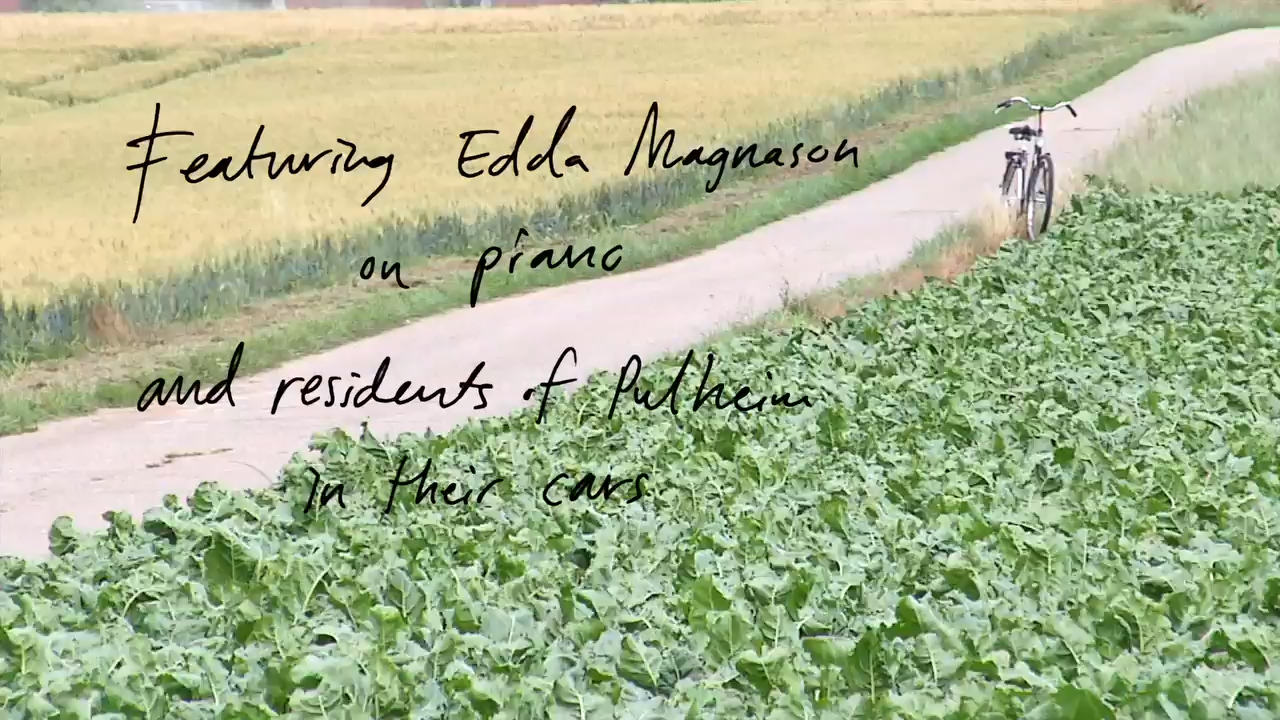 Featuring Edda Magnason
on piano
and residents of Pulheim
in their cars